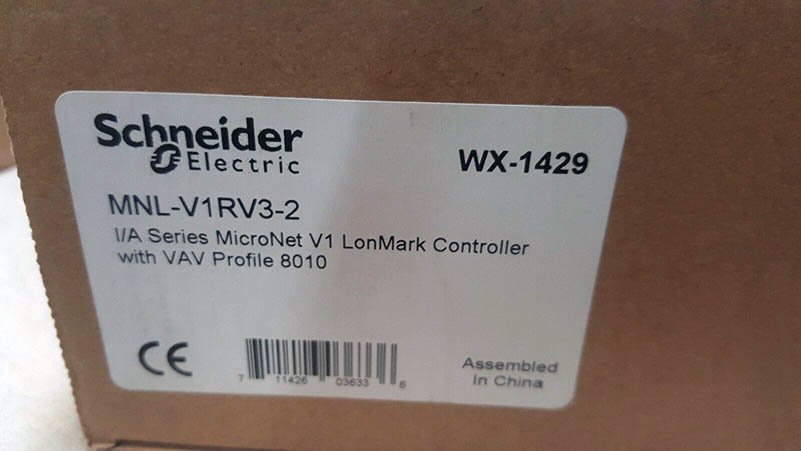 Schneider
Electric
WX-1429
MNL-V1RV3-2
I/A Series MicroNet V1 LonMark Controller
with VAV Profile 8010
CE
7 11426 03633 6
Assembled
In China